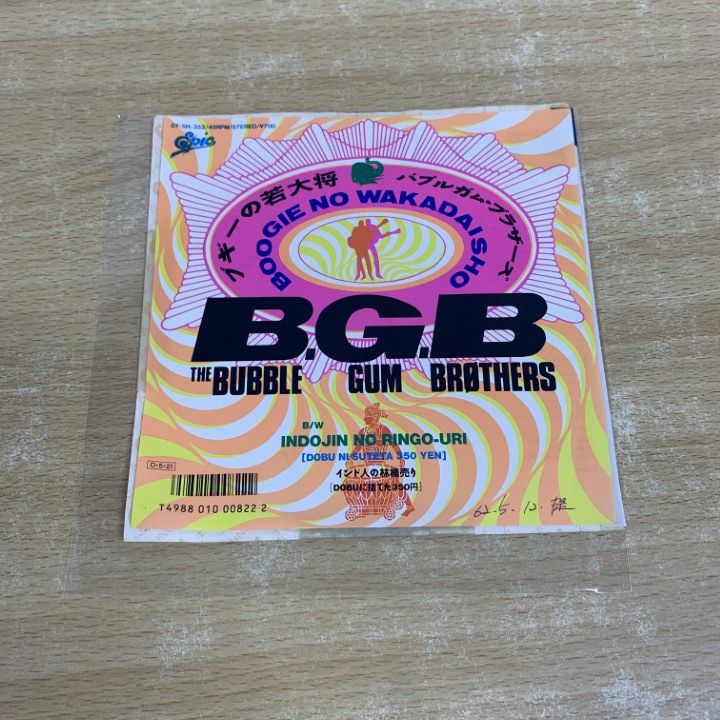 07・5H-353/45RPM/STEREO/¥700
Epic
ブギーの若大将
バブルガム・ブラザーズ
BOOGIE NO WAKADAISHO
B.G.B
THE BUBBLE GUM BRØTHERS
B/W
INDOJIN NO RINGO-URI
[DOBU NI SUTETA 350 YEN]
インド人の林檎売り
[DOBUに捨てた350円]
O・5・21
T4988 010 00822 2
62.5.12.